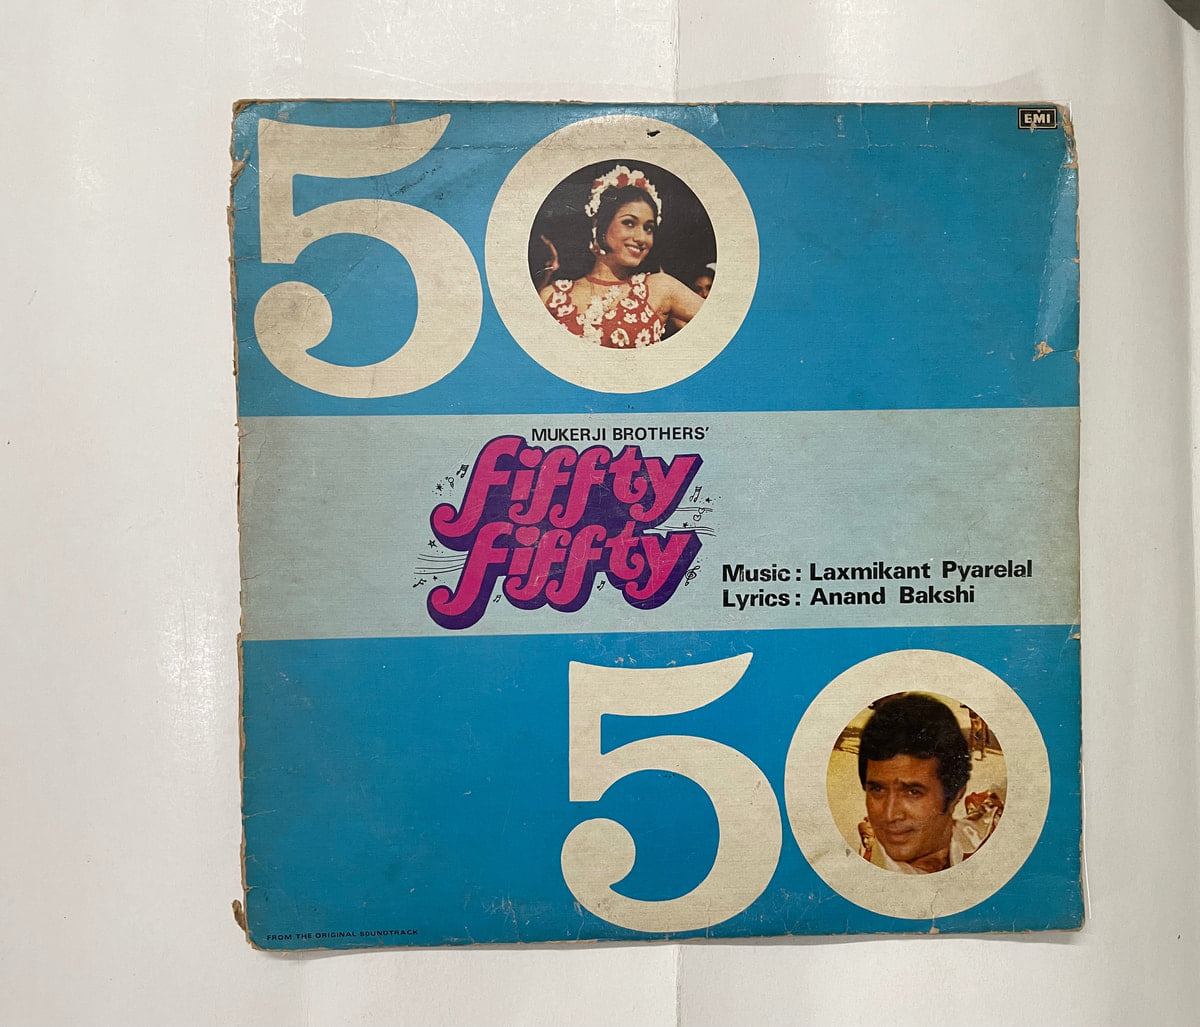 50
EMI
MUKERJI BROTHERS'
fiffty
fiffty
Music: Laxmikant Pyarelal
Lyrics: Anand Bakshi
50
FROM THE ORIGINAL SOUNDTRACK